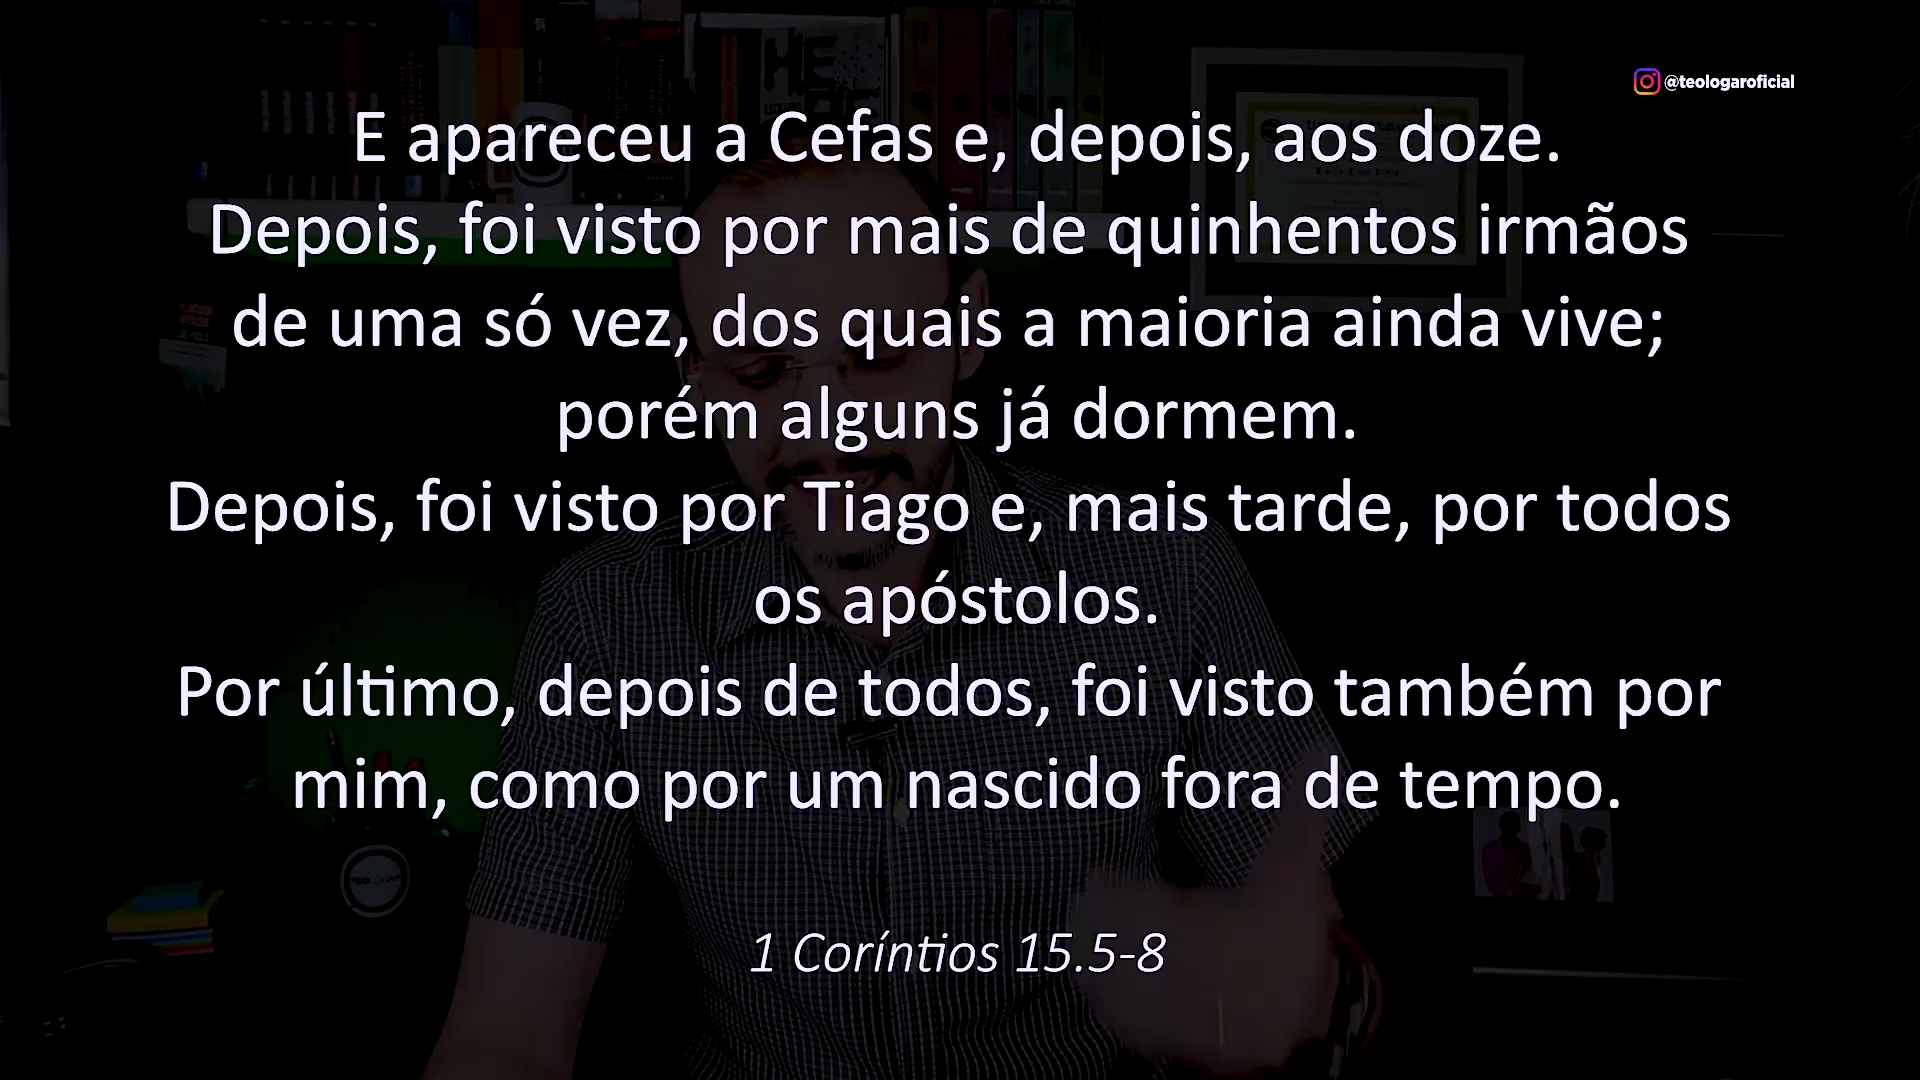 @teologaroficial
E apareceu a Cefas e, depois, aos doze.
Depois, foi visto por mais de quinhentos irmãos
de uma só vez, dos quais a maioria ainda vive;
porém alguns já dormem.
Depois, foi visto por Tiago e, mais tarde, por todos
os apóstolos.
Por último, depois de todos, foi visto também por
mim, como por um nascido fora de tempo.
1 Coríntios 15.5-8